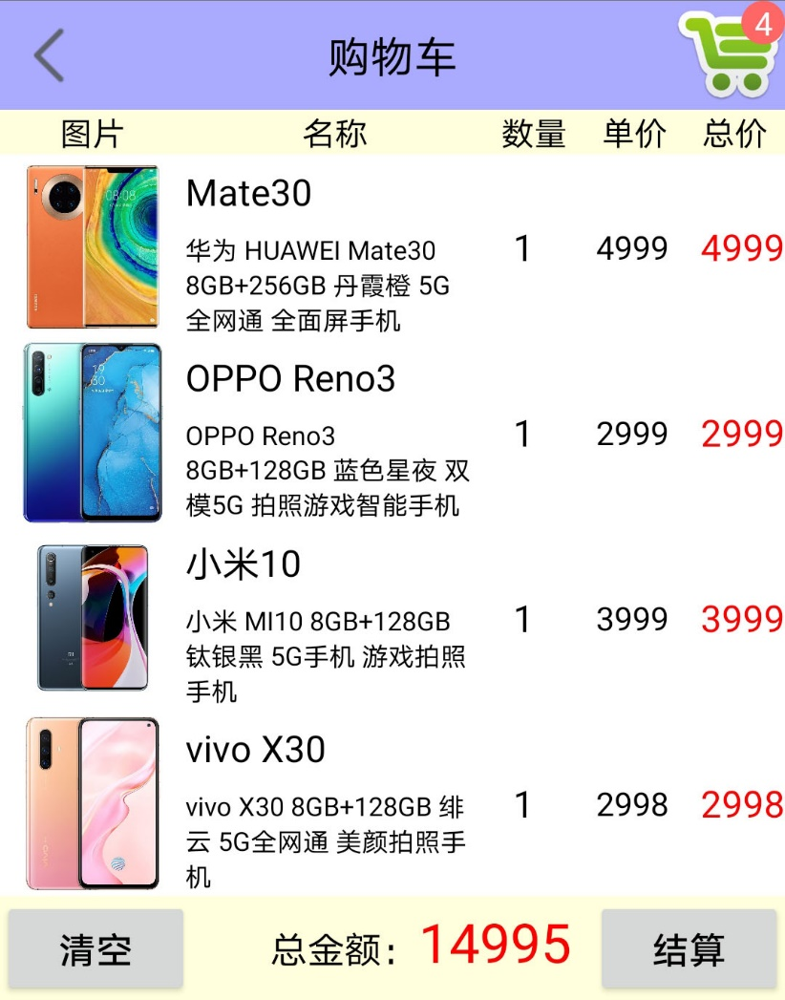 购物车
4
图片 名称 数量 单价 总价
Mate30
华为 HUAWEI Mate30
8GB+256GB 丹霞橙 5G
全网通 全面屏手机
1 4999 4999
08:08
HUAWEI
OPPO Reno3
OPPO Reno3
8GB+128GB 蓝色星夜 双
模5G 拍照游戏智能手机
1 2999 2999
小米10
小米 MI10 8GB+128GB
钛银黑 5G手机 游戏拍照
手机
1 3999 3999
vivo X30
vivo X30 8GB+128GB 绯
云 5G全网通 美颜拍照手
机
1 2998 2998
vivo
清空 总金额：14995 结算